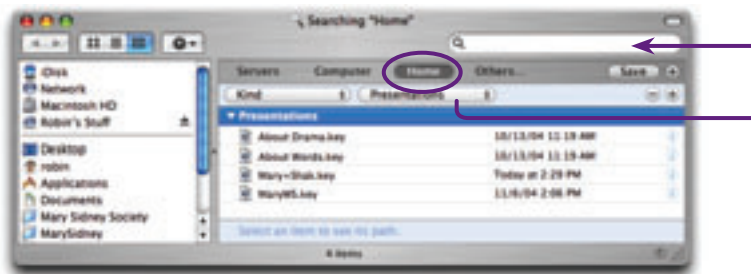 Searching "Home"
iDisk
Network
Macintosh HD
Robin's Stuff
Desktop
robin
Applications
Documents
Mary Sidney Society
MarySidney
Servers Computer Home Others... Save
Kind Presentations
Presentations
About Drama.key 10/13/04 11:19 AM
About Words.key 10/13/04 11:19 AM
Mary=Shak.key Today at 2:29 PM
MaryWS.key 11/6/04 2:06 PM
Select an item to see its path.
4 items